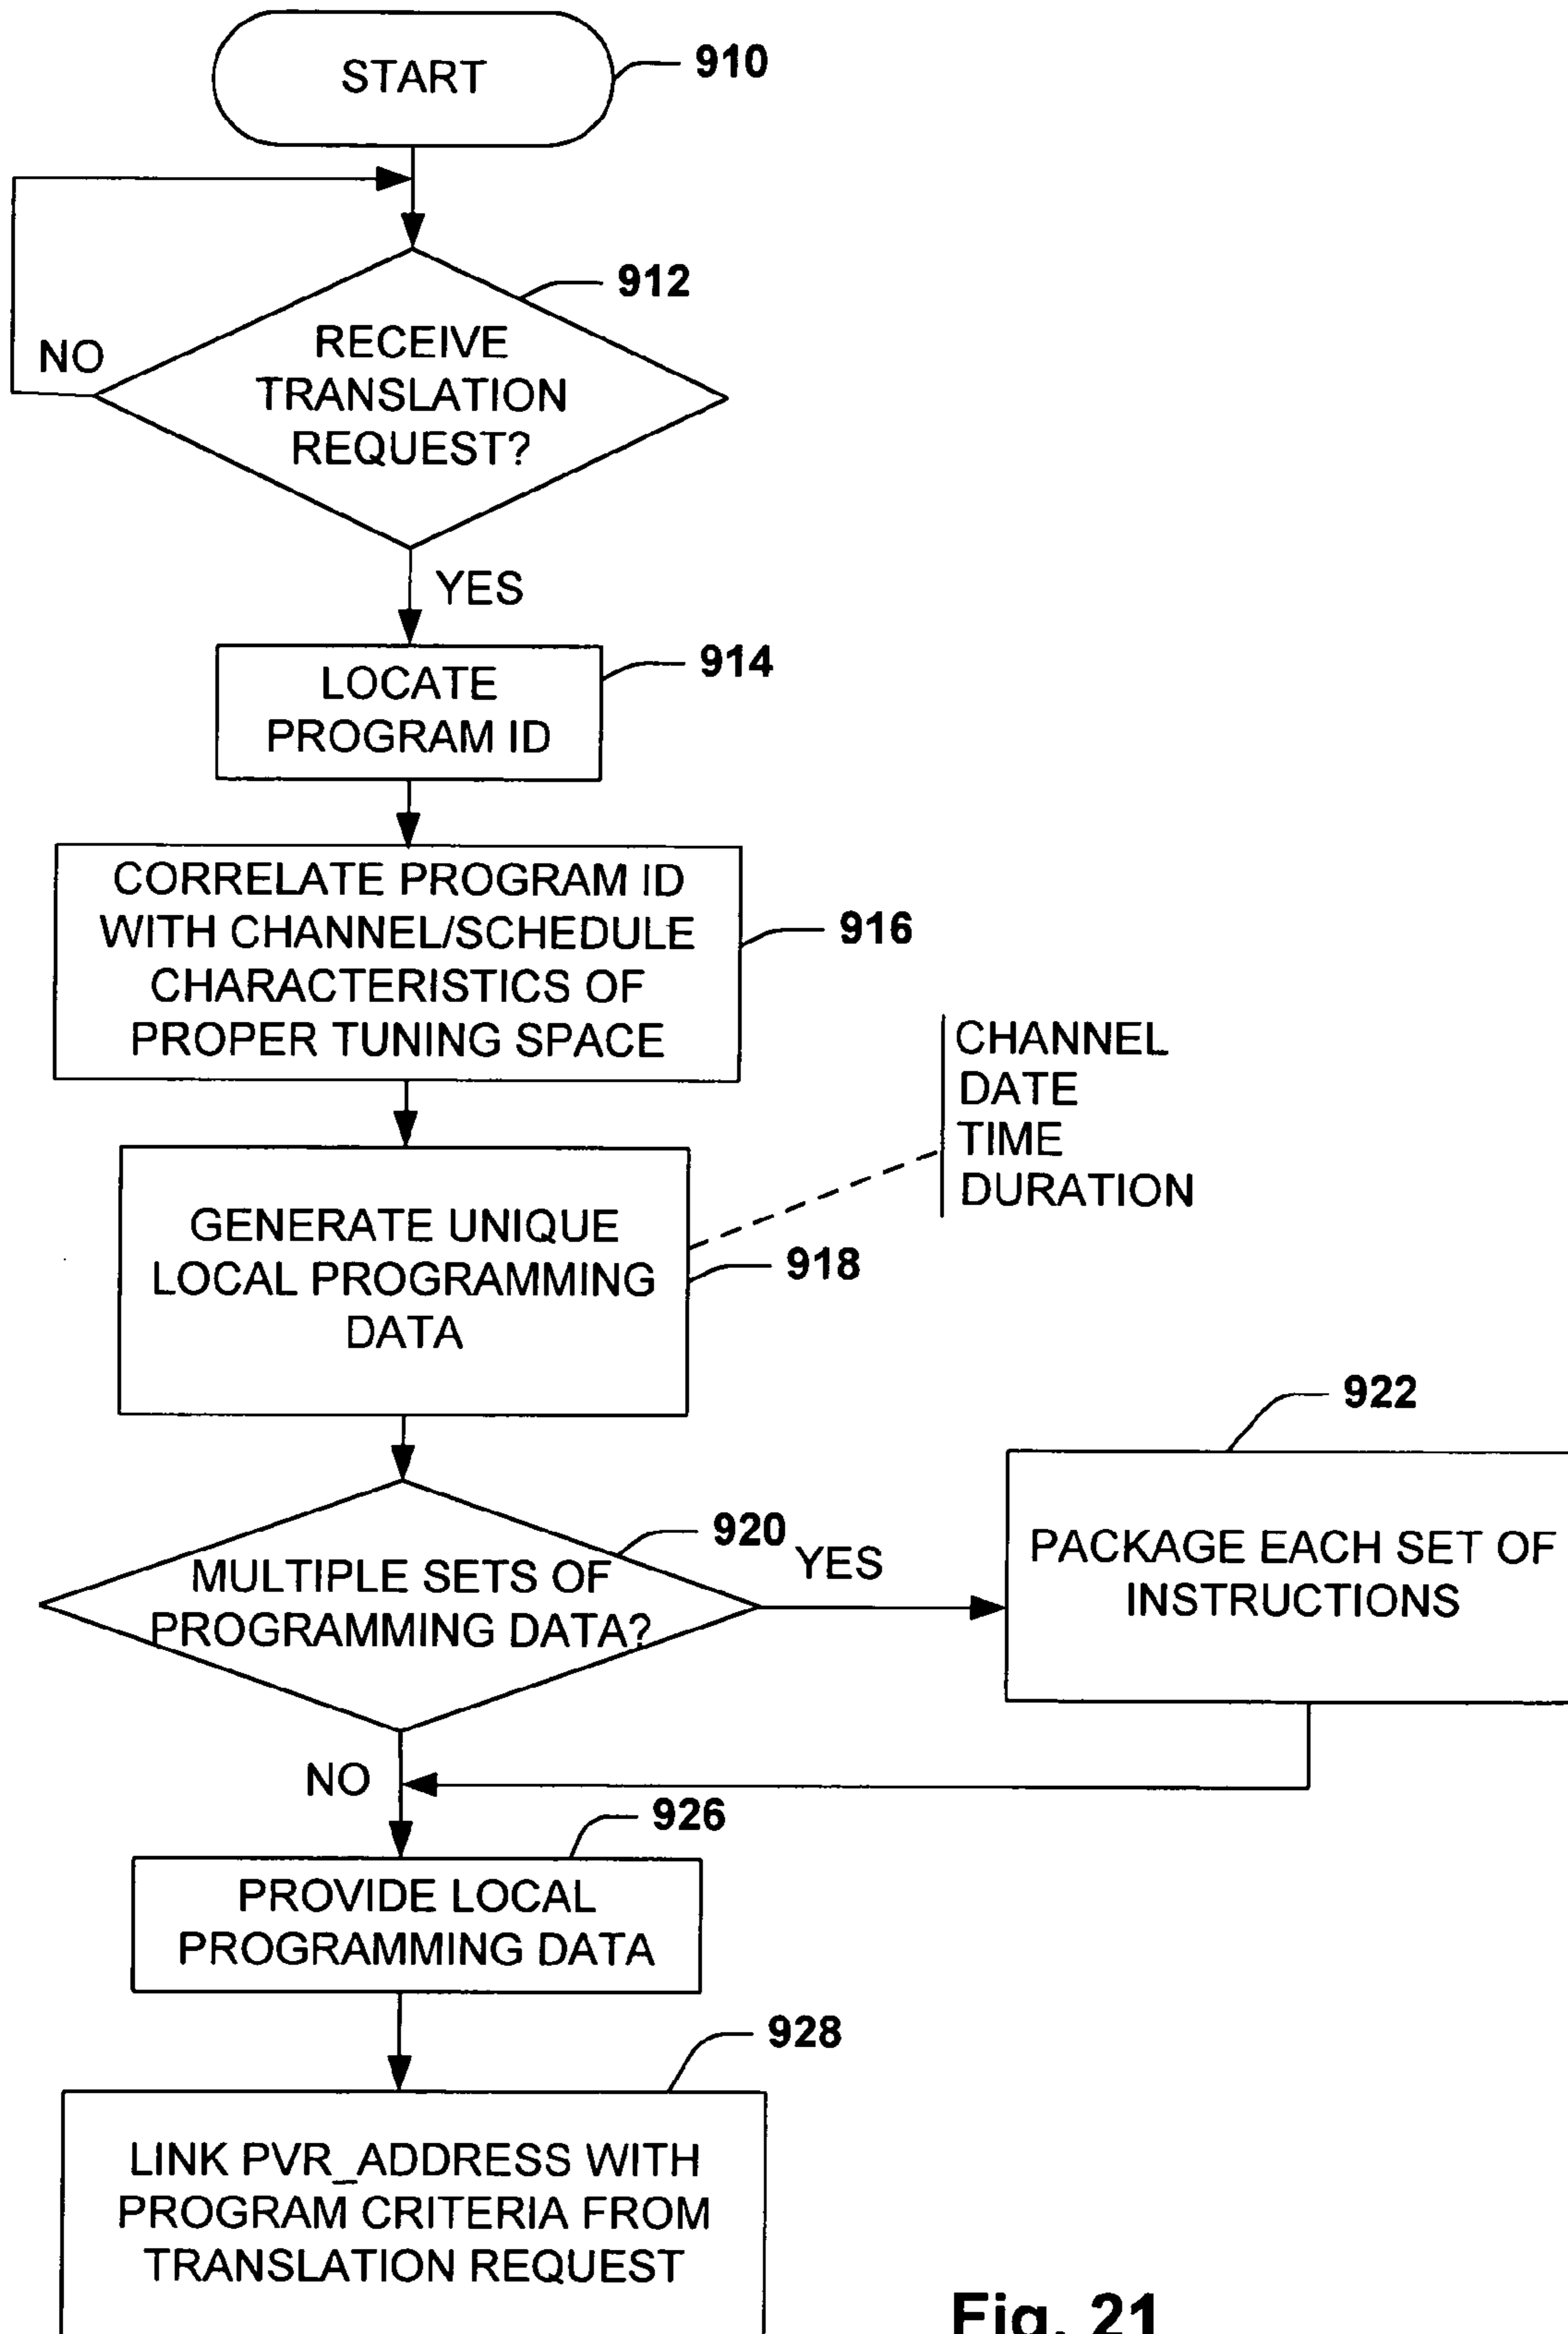 START
910
912
RECEIVE
TRANSLATION
REQUEST?
NO
YES
914
LOCATE
PROGRAM ID
CORRELATE PROGRAM ID
WITH CHANNEL/SCHEDULE
CHARACTERISTICS OF
PROPER TUNING SPACE
916
CHANNEL
DATE
TIME
DURATION
GENERATE UNIQUE
LOCAL PROGRAMMING
DATA
918
922
920
YES
MULTIPLE SETS OF
PROGRAMMING DATA?
PACKAGE EACH SET OF
INSTRUCTIONS
NO
926
PROVIDE LOCAL
PROGRAMMING DATA
928
LINK PVR_ADDRESS WITH
PROGRAM CRITERIA FROM
TRANSLATION REQUEST
Fig. 21